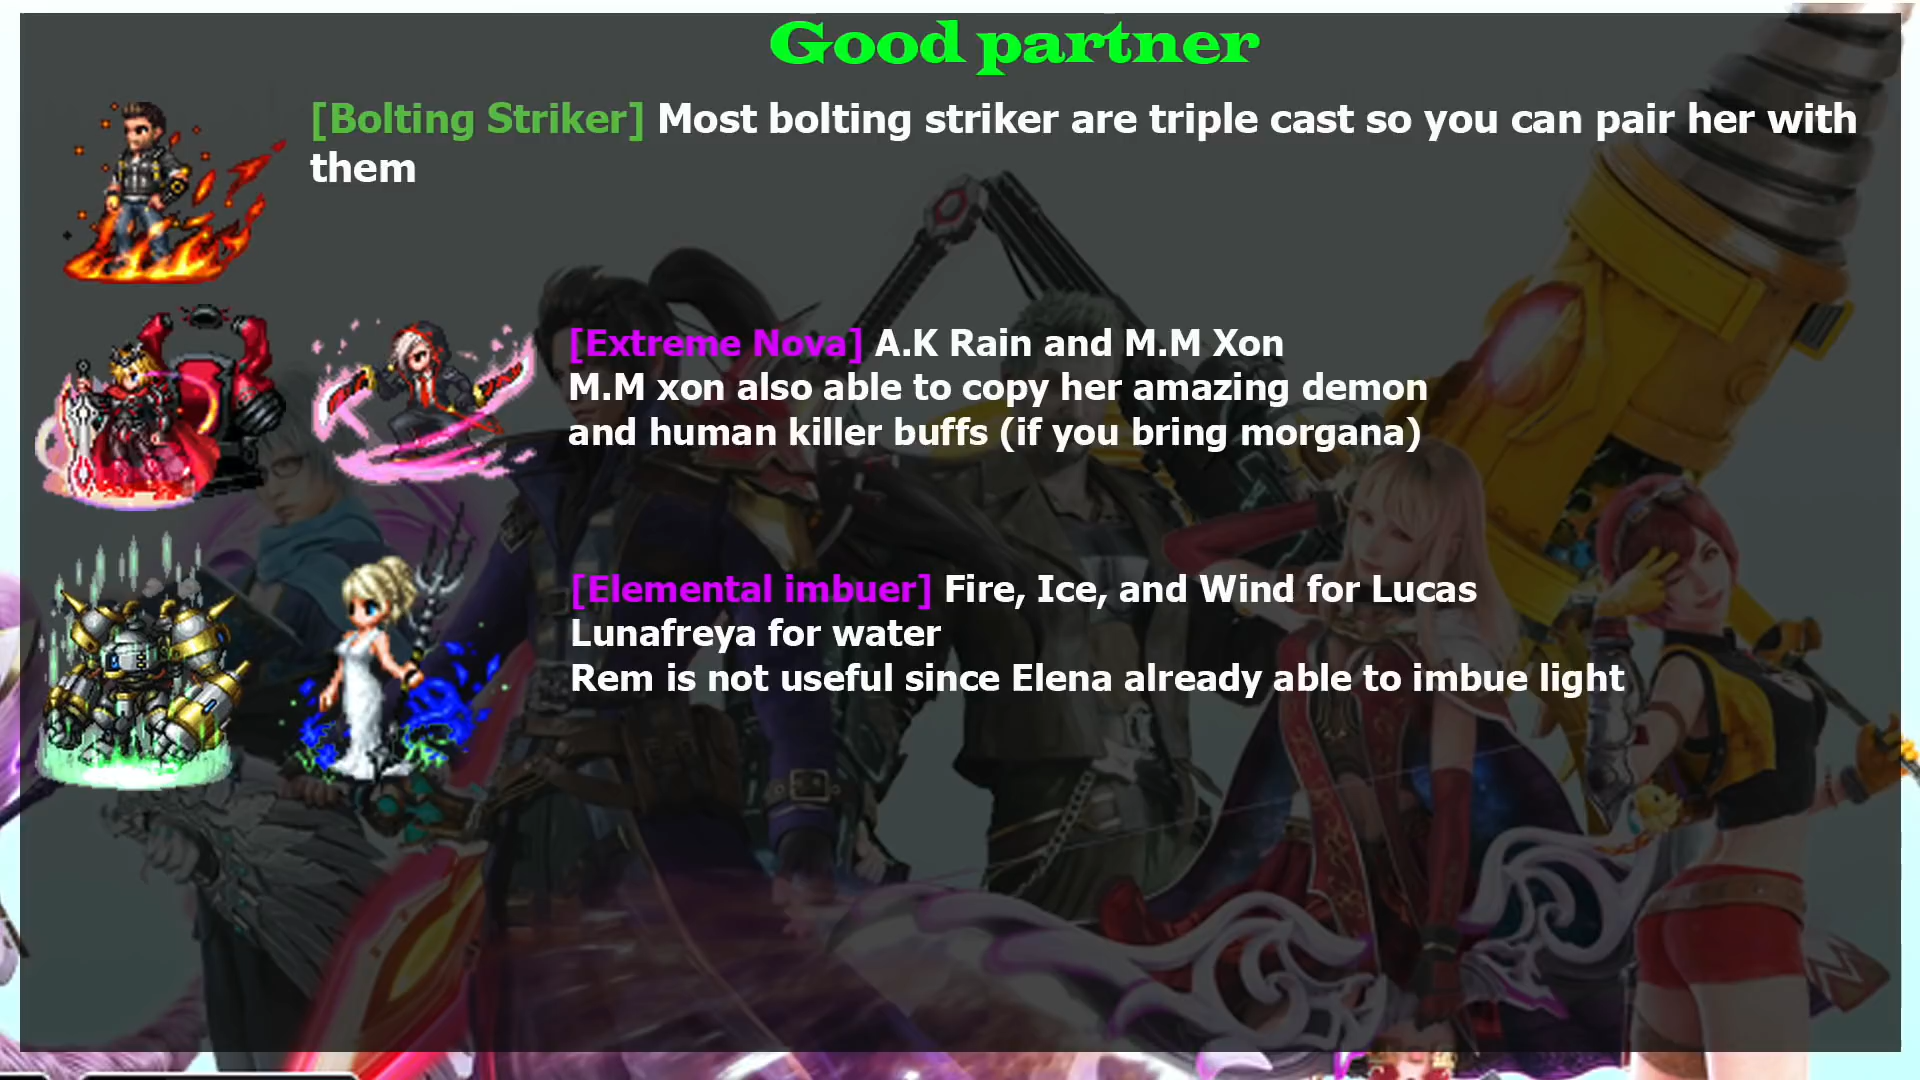 Good partner
[Bolting Striker] Most bolting striker are triple cast so you can pair her with
them
[Extreme Nova] A.K Rain and M.M Xon
M.M xon also able to copy her amazing demon
and human killer buffs (if you bring morgana)
[Elemental imbuer] Fire, Ice, and Wind for Lucas
Lunafreya for water
Rem is not useful since Elena already able to imbue light